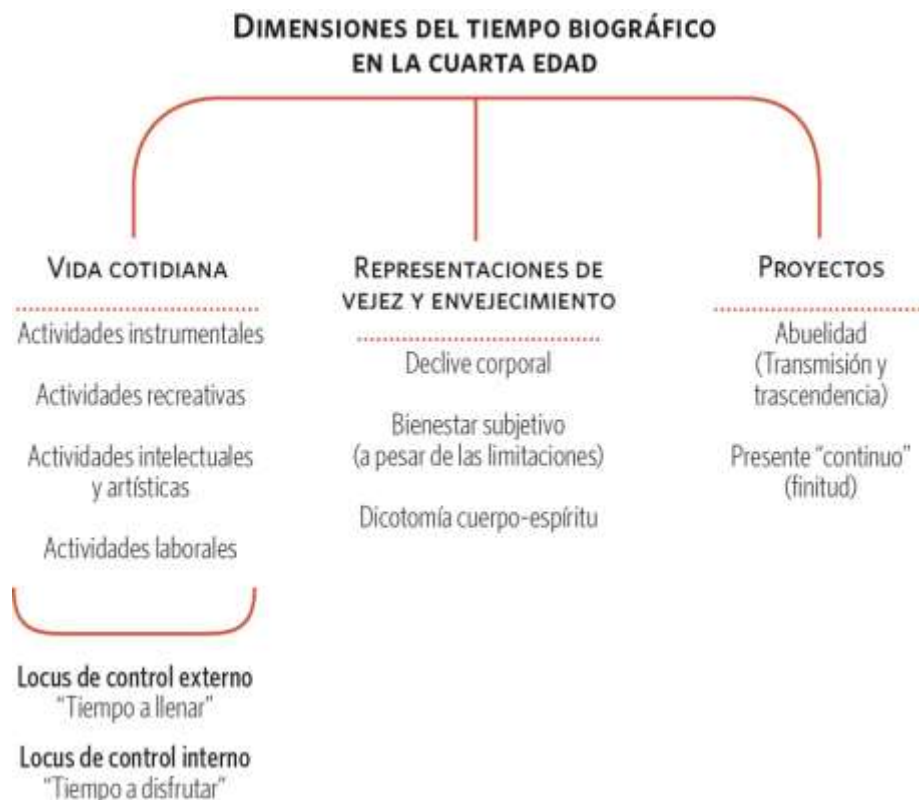 DIMENSIONES DEL TIEMPO BIOGRÁFICO
EN LA CUARTA EDAD
VIDA COTIDIANA
Actividades instrumentales
Actividades recreativas
Actividades intelectuales
y artísticas
Actividades laborales
Locus de control externo
“Tiempo a llenar”
Locus de control interno
“Tiempo a disfrutar”
REPRESENTACIONES DE
VEJEZ Y ENVEJECIMIENTO
Declive corporal
Bienestar subjetivo
(a pesar de las limitaciones)
Dicotomía cuerpo-espíritu
PROYECTOS
Abuelidad
(Transmisión y
trascendencia)
Presente “continuo”
(finitud)